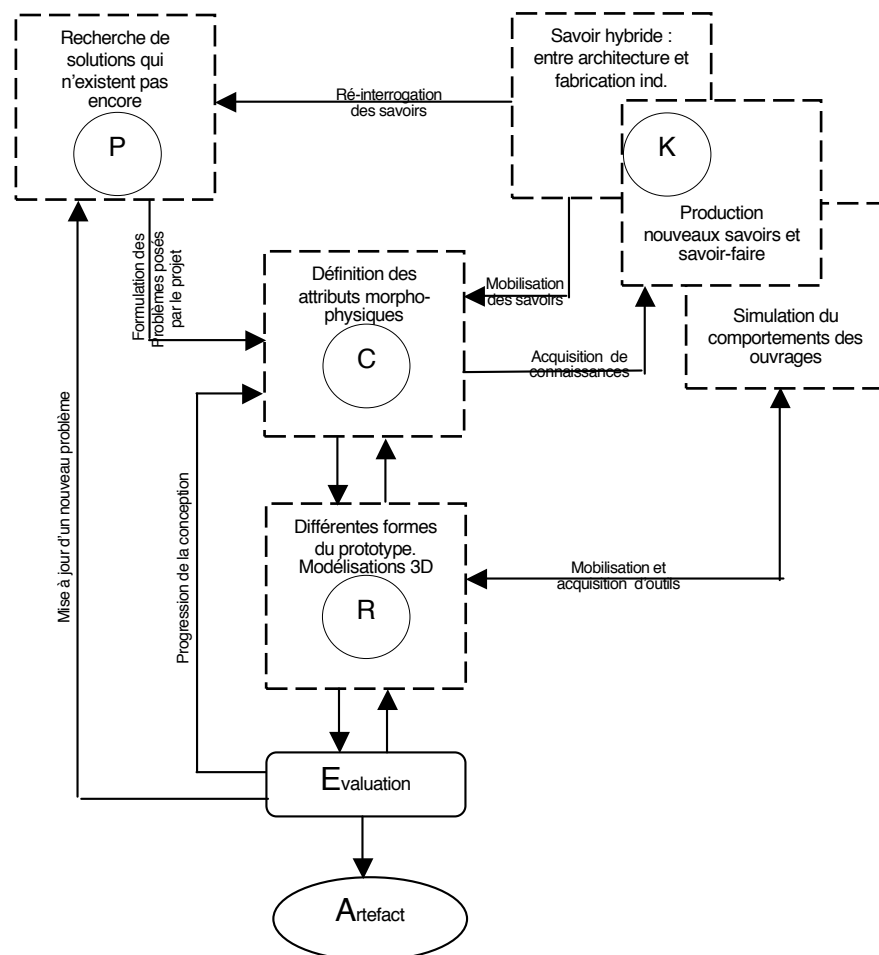 Recherche de
solutions qui
n'existent pas
encore
P
Savoir hybride :
entre architecture et
fabrication ind.
Ré-interrogation
des savoirs
K
Production
nouveaux savoirs et
savoir-faire
Formulation des
Problèmes posés
par le projet
Définition des
attributs morpho-
physiques
C
Mobilisation
des savoirs
Simulation du
comportements des
ouvrages
Acquisition de
connaissances
Mise à jour d'un nouveau problème
Progression de la conception
Différentes formes
du prototype.
Modélisations 3D
R
Mobilisation et
acquisition d'outils
Evaluation
Artefact